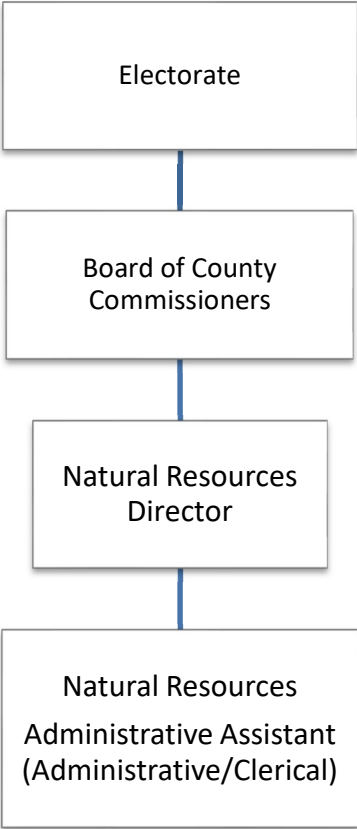 Electorate
Board of County
Commissioners
Natural Resources
Director
Natural Resources
Administrative Assistant
(Administrative/Clerical)